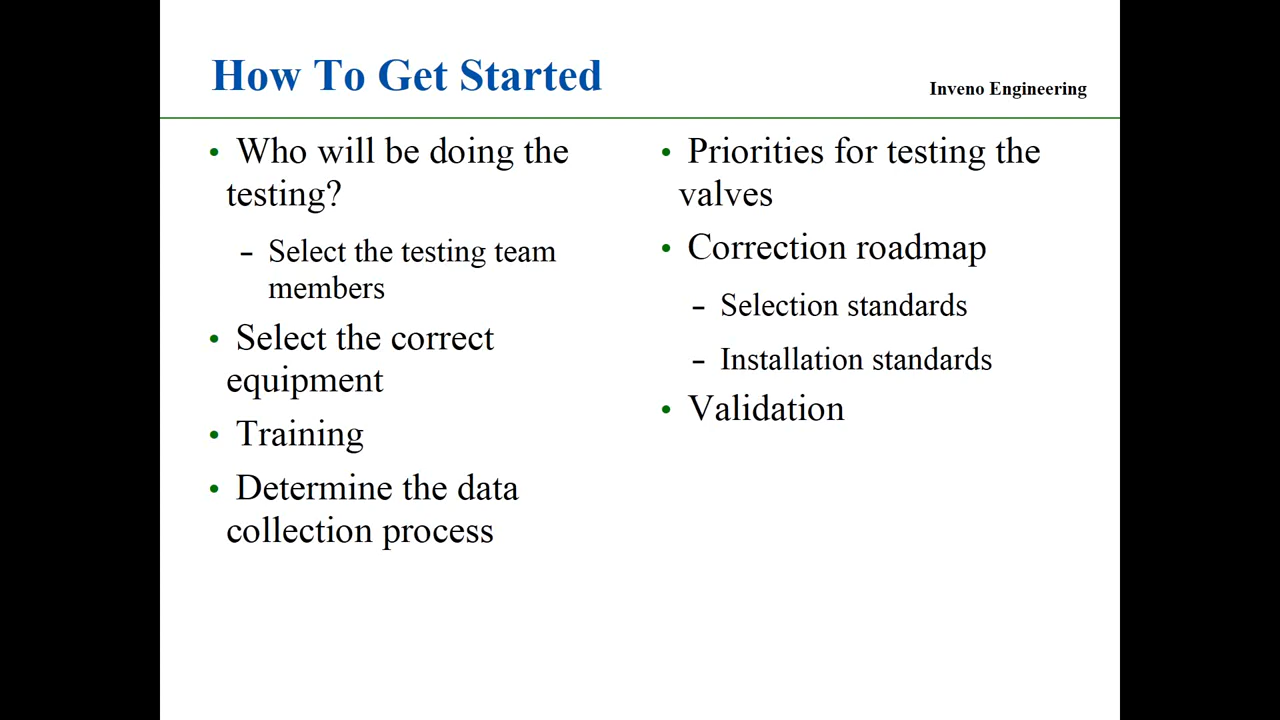 How To Get Started
Inveno Engineering
• Who will be doing the
testing?
– Select the testing team
members
• Select the correct
equipment
• Training
• Determine the data
collection process
• Priorities for testing the
valves
• Correction roadmap
– Selection standards
– Installation standards
• Validation